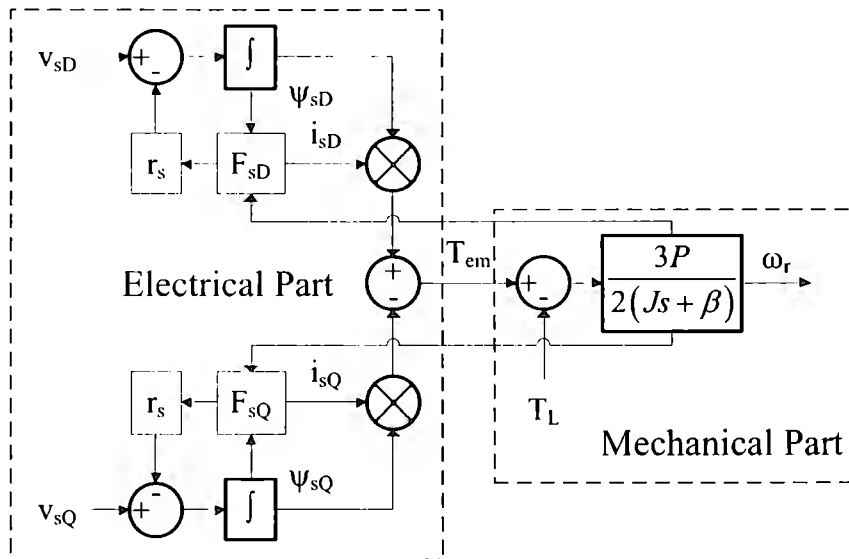 v_sD
+
-
∫
ψ_sD
i_sD
r_s
F_sD
T_em
3P
2(Js + β)
ω_r
+
-
+
-
Electrical Part
i_sQ
r_s
F_sQ
T_L
Mechanical Part
-
+
∫
ψ_sQ
v_sQ